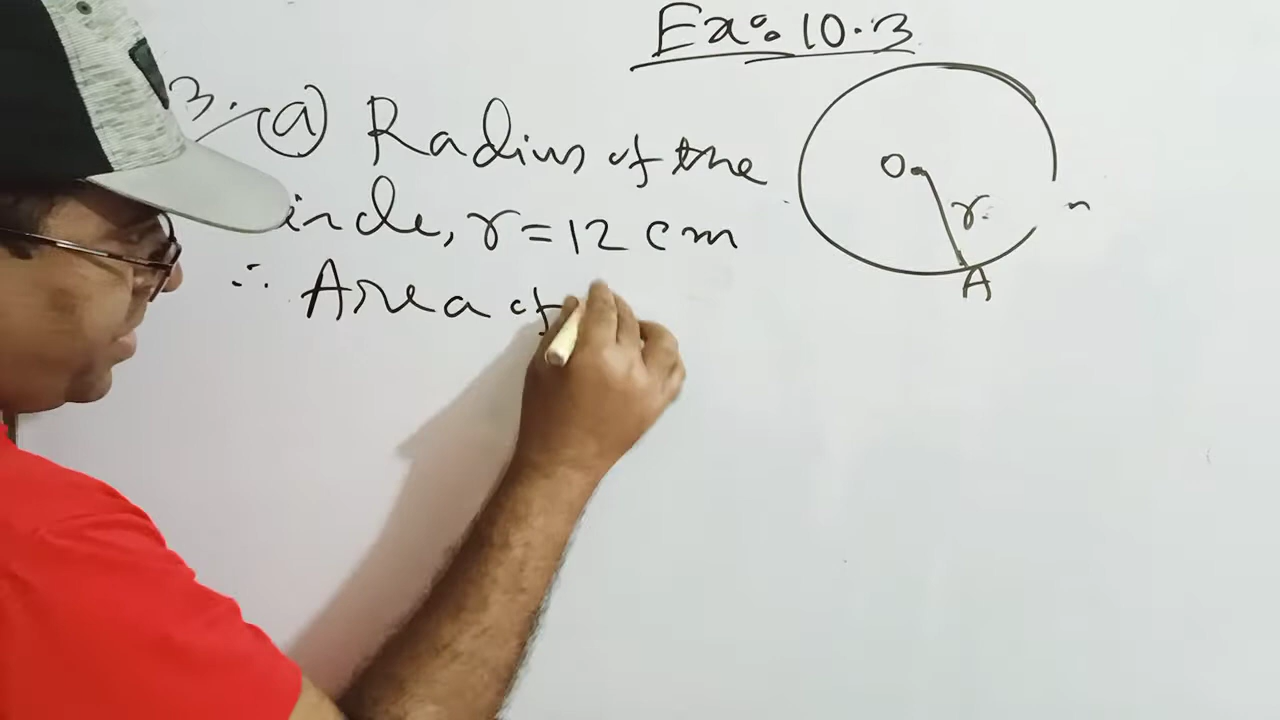 Ex: 10.3
3. (a) Radius of the
circle, r = 12 cm
∴ Area of
O
r
A